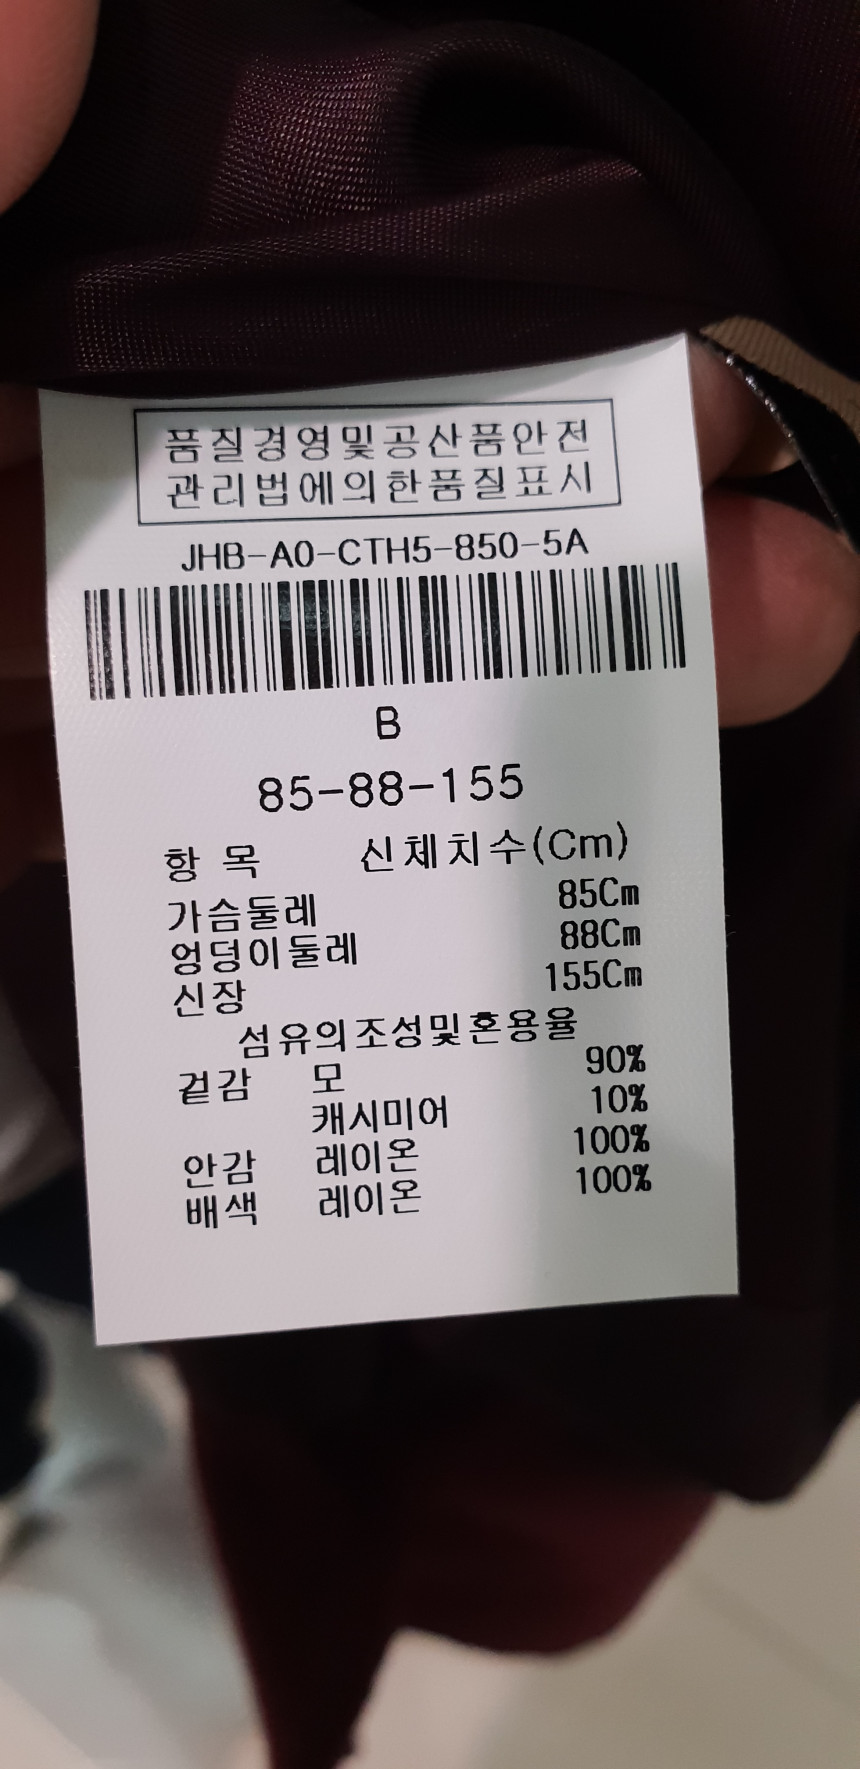 품질경영및공산품안전
관리법에의한품질표시
JHB-A0-CTH5-850-5A
B
85-88-155
항 목 신체치수(Cm)
가슴둘레 85Cm
엉덩이둘레 88Cm
신장 155Cm
섬유의조성및혼용율
겉감 모 90%
캐시미어 10%
안감 레이온 100%
배색 레이온 100%